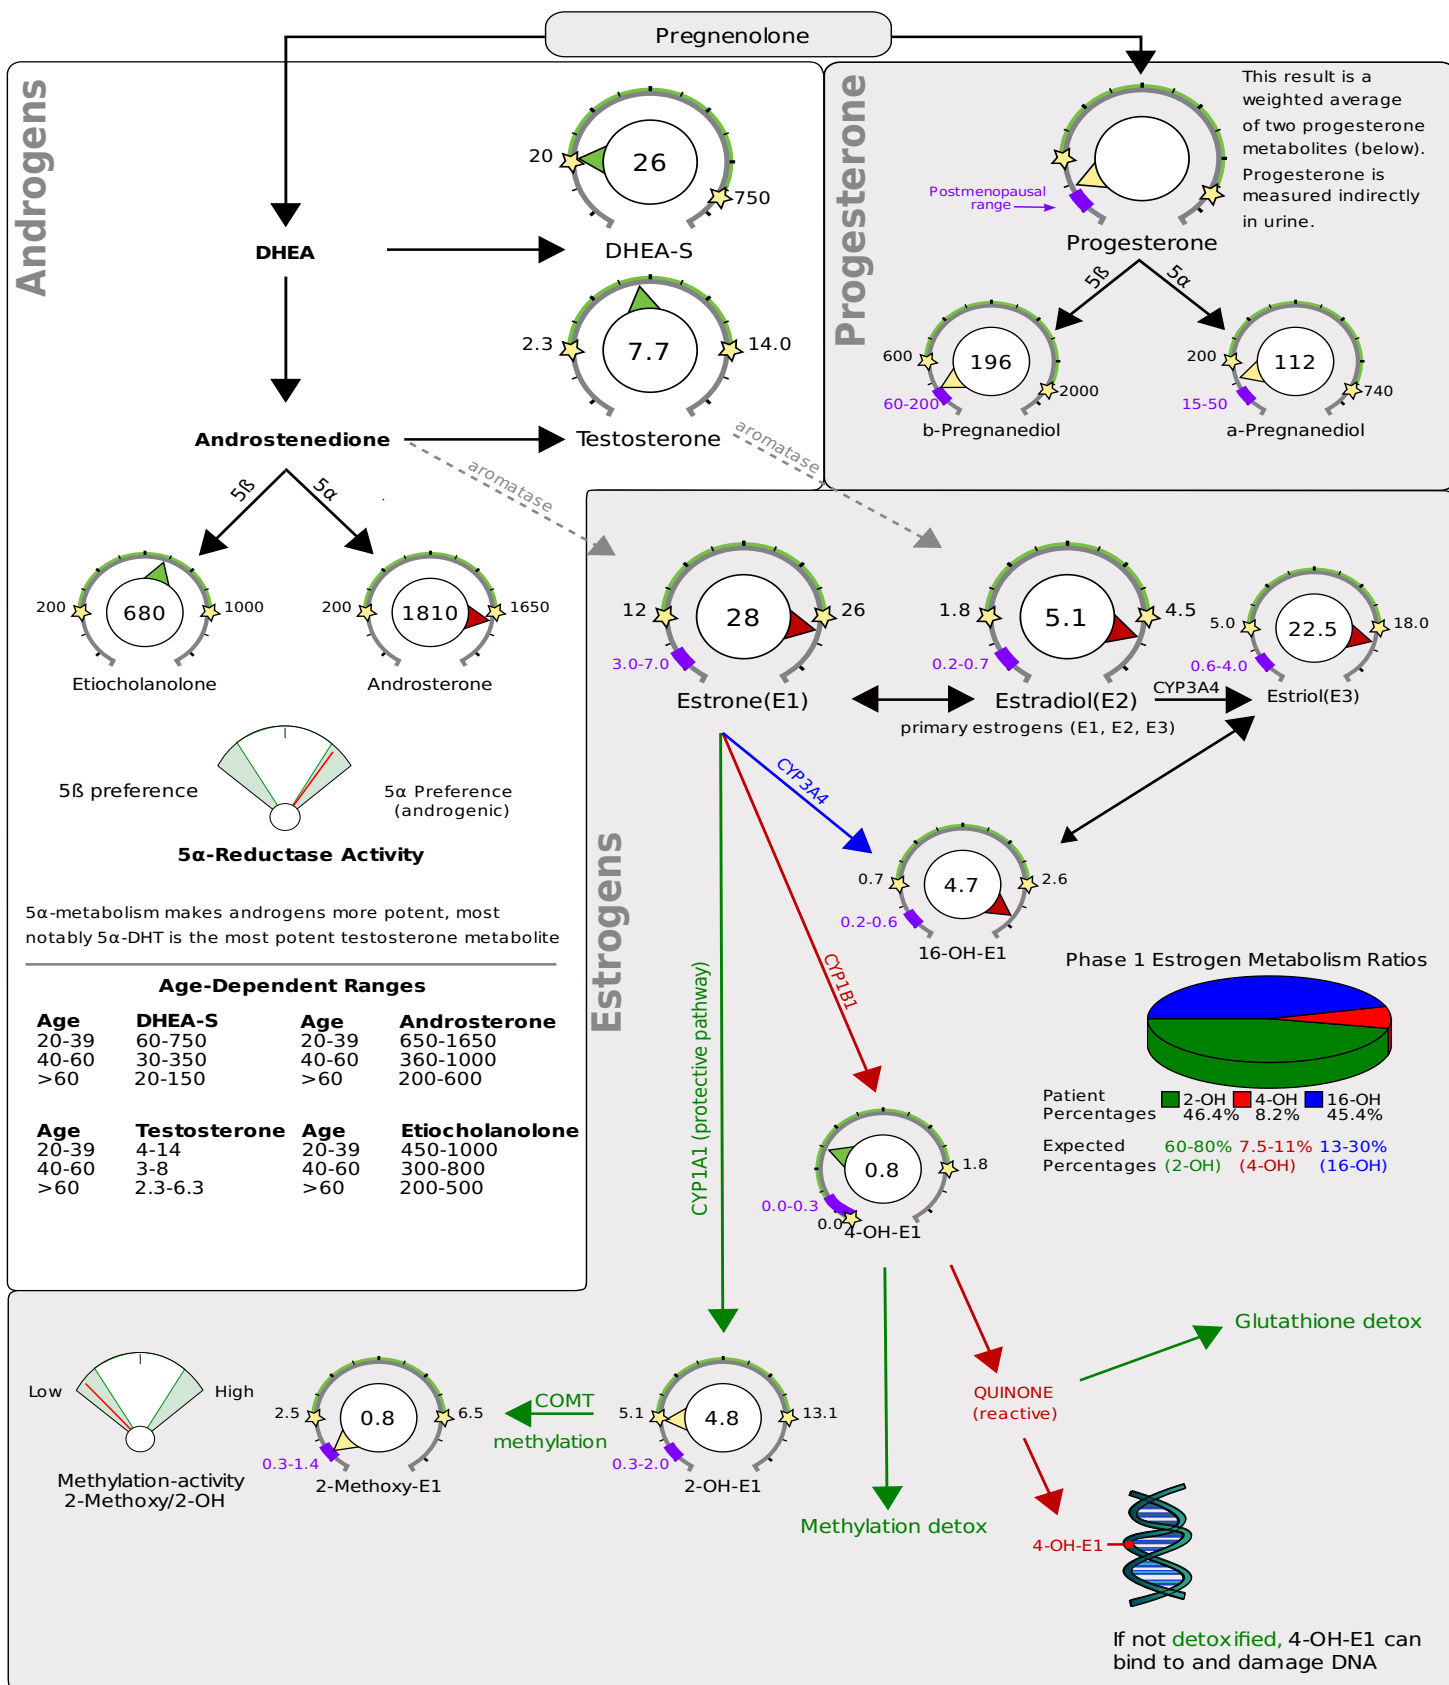 Pregnenolone
Androgens
20
26
750
DHEA-S
DHEA
2.3
7.7
14.0
Testosterone
Androstenedione
aromatase
aromatase
5ß
5α
200
680
1000
Etiocholanolone
200
1810
1650
Androsterone
5ß preference
5α Preference
(androgenic)
5α-Reductase Activity
5α-metabolism makes androgens more potent, most
notably 5α-DHT is the most potent testosterone metabolite
Age-Dependent Ranges
Age DHEA-S Age Androsterone
20-39 60-750 20-39 650-1650
40-60 30-350 40-60 360-1000
>60 20-150 >60 200-600
Age Testosterone Age Etiocholanolone
20-39 4-14 20-39 450-1000
40-60 3-8 40-60 300-800
>60 2.3-6.3 >60 200-500
Progesterone
This result is a
weighted average
of two progesterone
metabolites (below).
Progesterone is
measured indirectly
in urine.
Postmenopausal
range
Progesterone
5ß
5α
600
196
2000
60-200
b-Pregnanediol
200
112
740
15-50
a-Pregnanediol
Estrogens
12
28
26
3.0-7.0
Estrone(E1)
1.8
5.1
4.5
0.2-0.7
Estradiol(E2)
CYP3A4
5.0
22.5
18.0
0.6-4.0
Estriol(E3)
primary estrogens (E1, E2, E3)
CYP3A4
0.7
4.7
2.6
0.2-0.6
16-OH-E1
CYP1B1
CYP1A1 (protective pathway)
Phase 1 Estrogen Metabolism Ratios
Patient
Percentages
2-OH 4-OH 16-OH
46.4% 8.2% 45.4%
Expected
Percentages
60-80% 7.5-11% 13-30%
(2-OH) (4-OH) (16-OH)
0.8
1.8
0.0-0.3
0.0
4-OH-E1
Low
High
Methylation-activity
2-Methoxy/2-OH
2.5
0.8
6.5
0.3-1.4
2-Methoxy-E1
COMT
methylation
5.1
4.8
13.1
0.3-2.0
2-OH-E1
Methylation detox
QUINONE
(reactive)
Glutathione detox
4-OH-E1
If not detoxified, 4-OH-E1 can
bind to and damage DNA